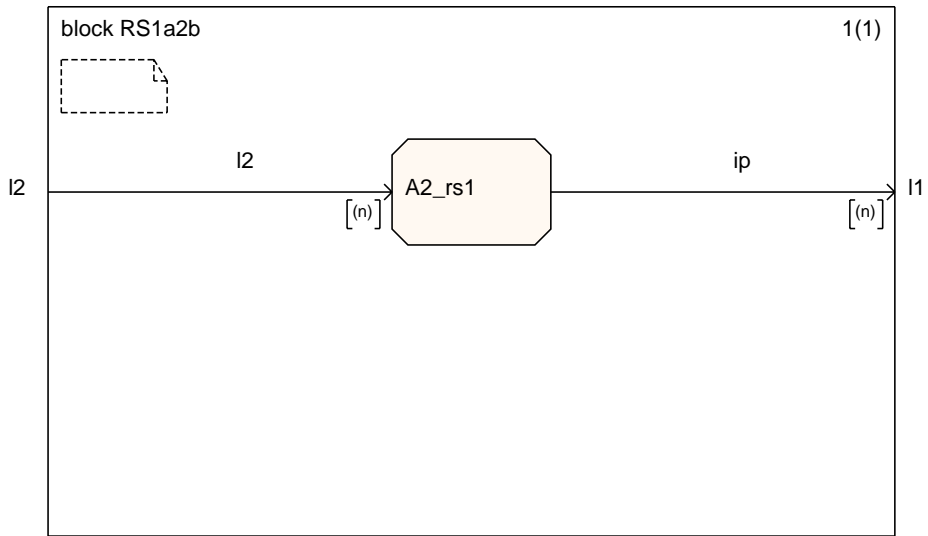 block RS1a2b
1(1)
l2
l2
A2_rs1
ip
l1
[(n)]
[(n)]